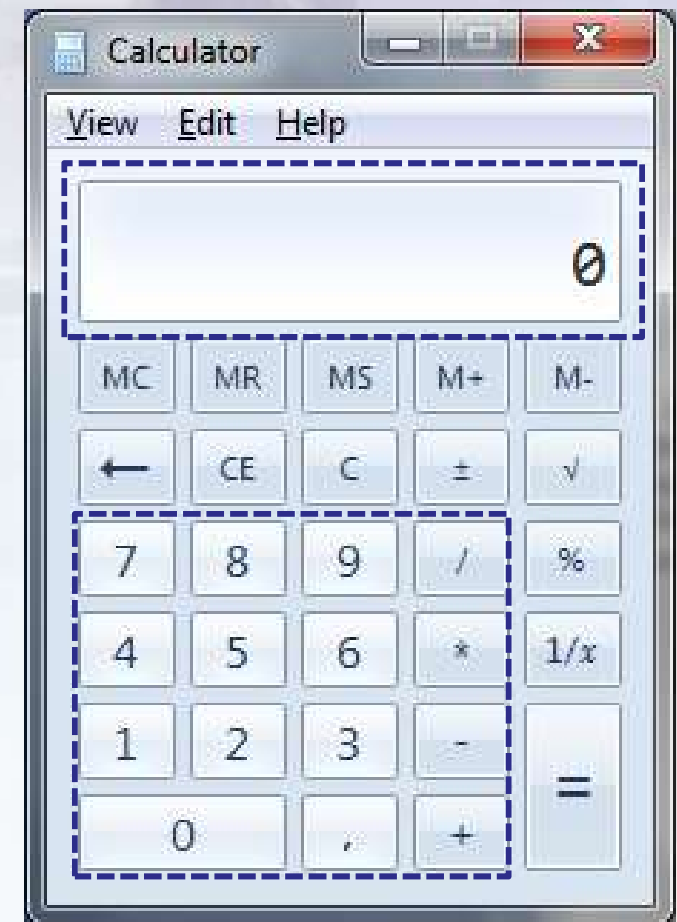 Calculator
View Edit Help
0
MC MR MS M+ M-
← CE C ± √
7 8 9 / %
4 5 6 * 1/x
1 2 3 - =
0 , +